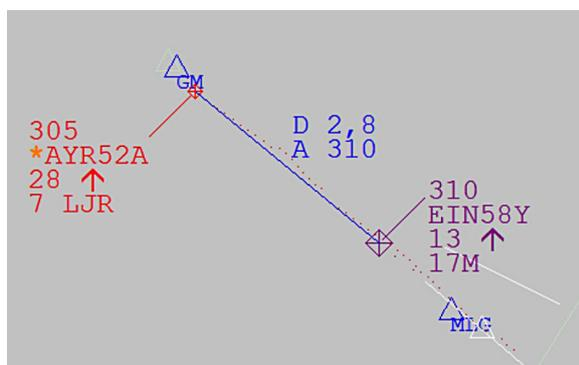 GM
305
*AYR52A
28 ↑
7 LJR
D 2,8
A 310
310
EIN58Y
13 ↑
17M
MLG